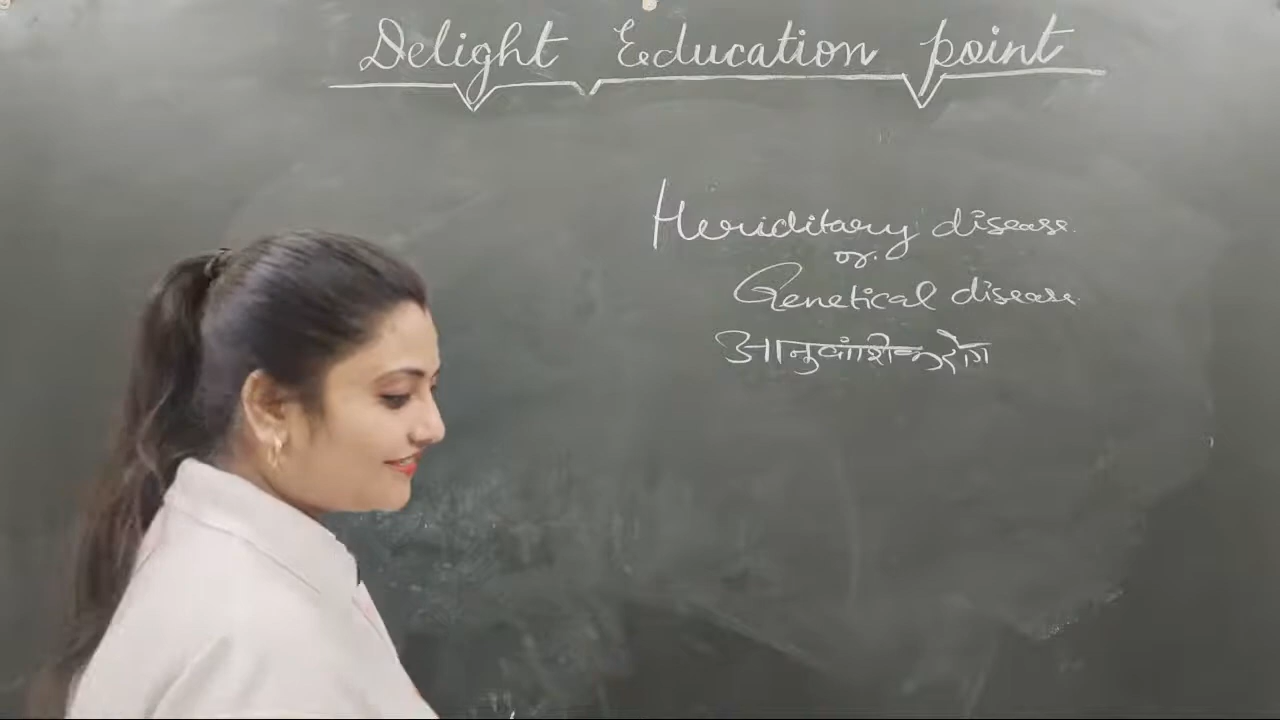 Delight Education point
Heriditary disease.
or.
Genetical disease.
आनुवांशिक रोग